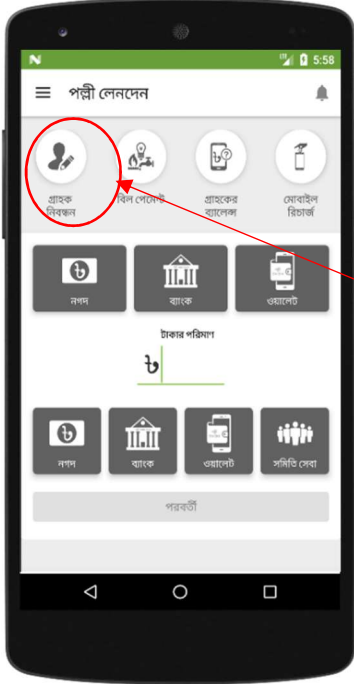 5:58
পল্লী লেনদেন
গ্রাহক
নিবন্ধন
বিল পেমেন্ট
গ্রাহকের
ব্যালেন্স
মোবাইল
রিচার্জ
নগদ
ব্যাংক
ওয়ালেট
টাকার পরিমাণ
৳
নগদ
ব্যাংক
ওয়ালেট
সমিতি সেবা
পরবর্তী